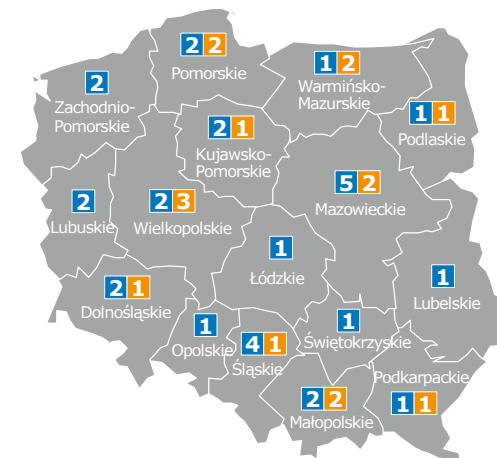 2 2
Pomorskie
1 2
Warmińsko-
Mazurskie
2
Zachodnio-
Pomorskie
1 1
Podlaskie
2 1
Kujawsko-
Pomorskie
5 2
Mazowieckie
2
Lubuskie
2 3
Wielkopolskie
1
Łódzkie
1
Lubelskie
2 1
Dolnośląskie
1
Opolskie
4 1
Śląskie
1
Świętokrzyskie
Podkarpackie
1 1
2 2
Małopolskie